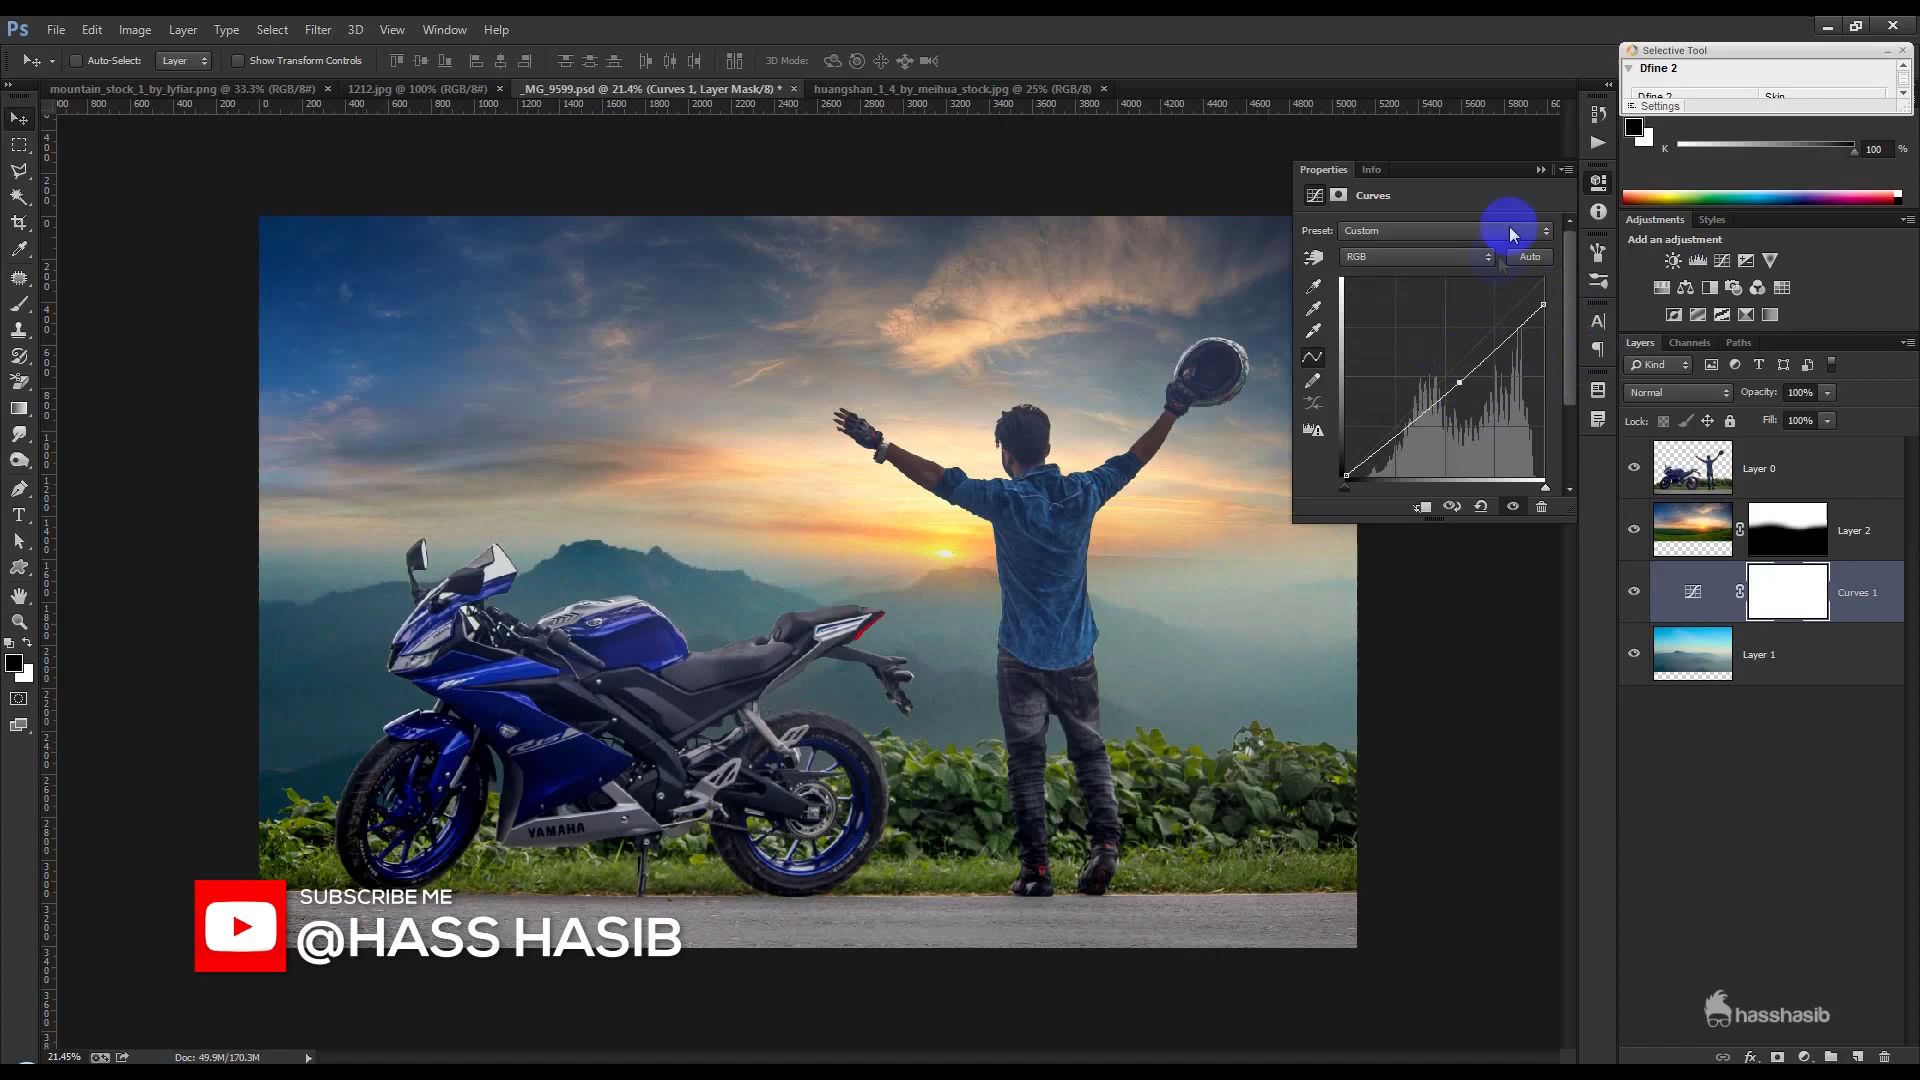 Ps File Edit Image Layer Type Select Filter 3D View Window Help
Auto-Select: Layer Show Transform Controls 3D Mode:
mountain_stock_1_by_lyfiar.png @ 33.3% (RGB/8#) × 1212.jpg @ 100% (RGB/8#) × _MG_9599.psd @ 21.4% (Curves 1, Layer Mask/8) * × huangshan_1_4_by_meihua_stock.jpg @ 25% (RGB/8) ×
Selective Tool
Dfine 2
Dfine 2 Skin
Settings
K 100 %
Properties Info
Curves
Preset: Custom
RGB Auto
Adjustments Styles
Add an adjustment
Layers Channels Paths
Kind
Normal Opacity: 100%
Lock: Fill: 100%
Layer 0
Layer 2
Curves 1
Layer 1
YAMAHA
SUBSCRIBE ME
@HASS HASIB
hasshasib
21.45% Doc: 49.9M/170.3M